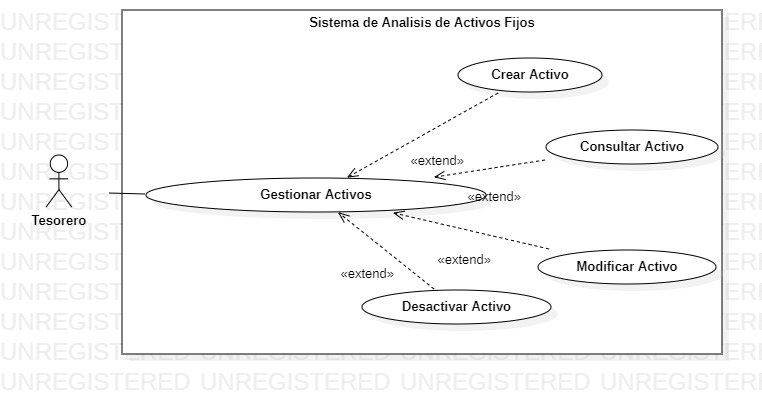 Sistema de Analisis de Activos Fijos
Crear Activo
Consultar Activo
«extend»
Gestionar Activos
«extend»
Tesorero
«extend»
Modificar Activo
«extend»
Desactivar Activo
UNREGISTERED UNREGISTERED UNREGISTERED UNREGISTERED